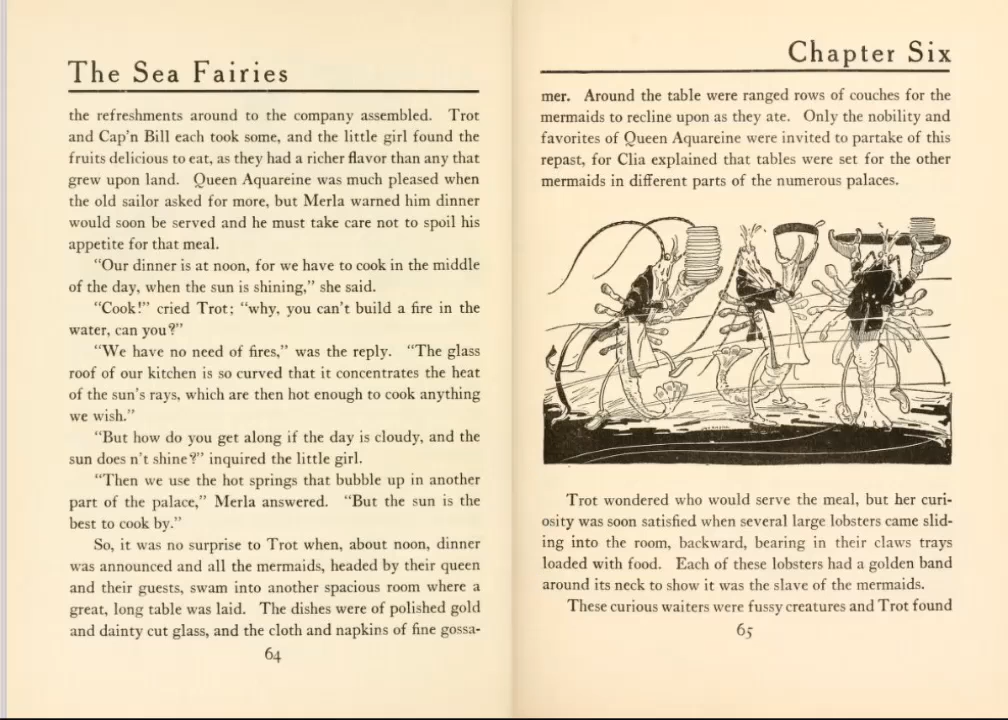 The Sea Fairies
the refreshments around to the company assembled. Trot
and Cap'n Bill each took some, and the little girl found the
fruits delicious to eat, as they had a richer flavor than any that
grew upon land. Queen Aquareine was much pleased when
the old sailor asked for more, but Merla warned him dinner
would soon be served and he must take care not to spoil his
appetite for that meal.
"Our dinner is at noon, for we have to cook in the middle
of the day, when the sun is shining," she said.
"Cook!" cried Trot; "why, you can't build a fire in the
water, can you?"
"We have no need of fires," was the reply. "The glass
roof of our kitchen is so curved that it concentrates the heat
of the sun's rays, which are then hot enough to cook anything
we wish."
"But how do you get along if the day is cloudy, and the
sun does n't shine?" inquired the little girl.
"Then we use the hot springs that bubble up in another
part of the palace," Merla answered. "But the sun is the
best to cook by."
So, it was no surprise to Trot when, about noon, dinner
was announced and all the mermaids, headed by their queen
and their guests, swam into another spacious room where a
great, long table was laid. The dishes were of polished gold
and dainty cut glass, and the cloth and napkins of fine gossa-
64
Chapter Six
mer. Around the table were ranged rows of couches for the
mermaids to recline upon as they ate. Only the nobility and
favorites of Queen Aquareine were invited to partake of this
repast, for Clia explained that tables were set for the other
mermaids in different parts of the numerous palaces.
Trot wondered who would serve the meal, but her curi-
osity was soon satisfied when several large lobsters came slid-
ing into the room, backward, bearing in their claws trays
loaded with food. Each of these lobsters had a golden band
around its neck to show it was the slave of the mermaids.
These curious waiters were fussy creatures and Trot found
65